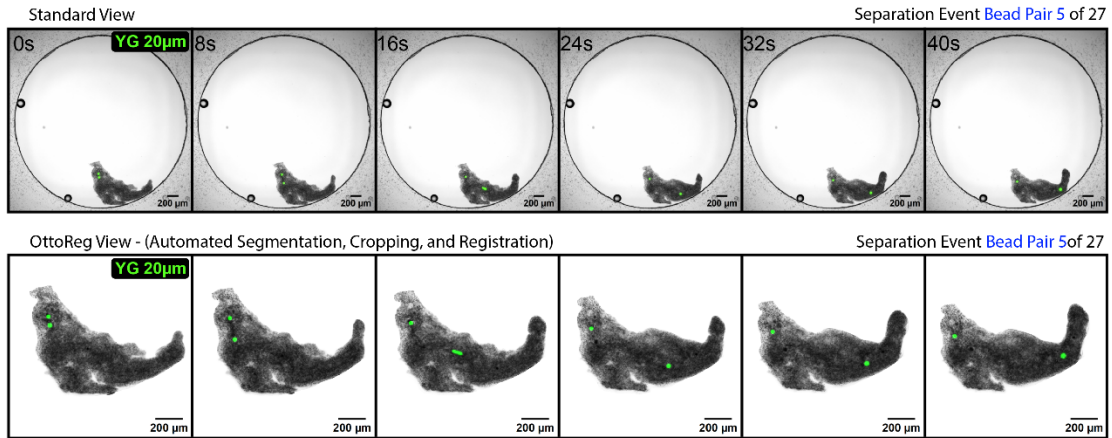 Standard View
Separation Event Bead Pair 5 of 27
0s
YG 20µm
8s
16s
24s
32s
40s
200 µm
200 µm
200 µm
200 µm
200 µm
200 µm
OttoReg View - (Automated Segmentation, Cropping, and Registration)
Separation Event Bead Pair 5of 27
YG 20µm
200 µm
200 µm
200 µm
200 µm
200 µm
200 µm